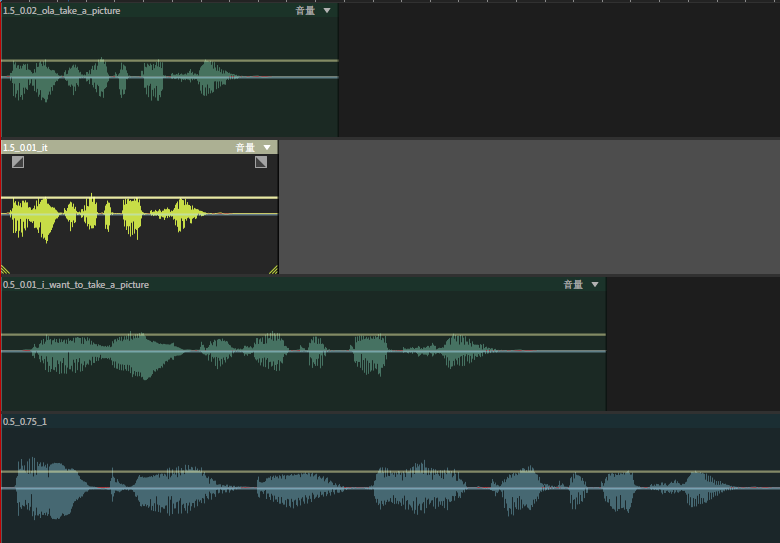 1.5_0.02_ola_take_a_picture 音量
1.5_0.01_it 音量
0.5_0.01_i_want_to_take_a_picture 音量
0.5_0.75_1